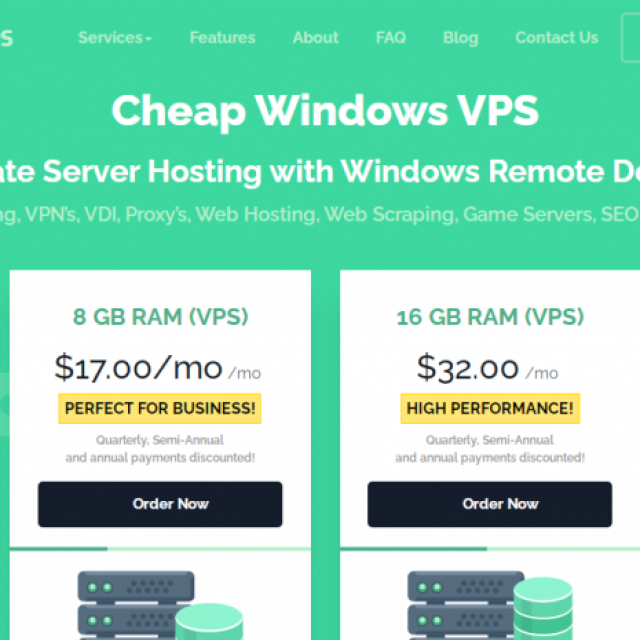 Services Features About FAQ Blog Contact Us
Cheap Windows VPS
Server Hosting with Windows Remote
VPN's, VDI, Proxy's, Web Hosting, Web Scraping, Game Servers, SEO
8 GB RAM (VPS)
$17.00/mo /mo
PERFECT FOR BUSINESS!
Quarterly, Semi-Annual
and annual payments discounted!
Order Now
16 GB RAM (VPS)
$32.00 /mo
HIGH PERFORMANCE!
Quarterly, Semi-Annual
and annual payments discounted!
Order Now